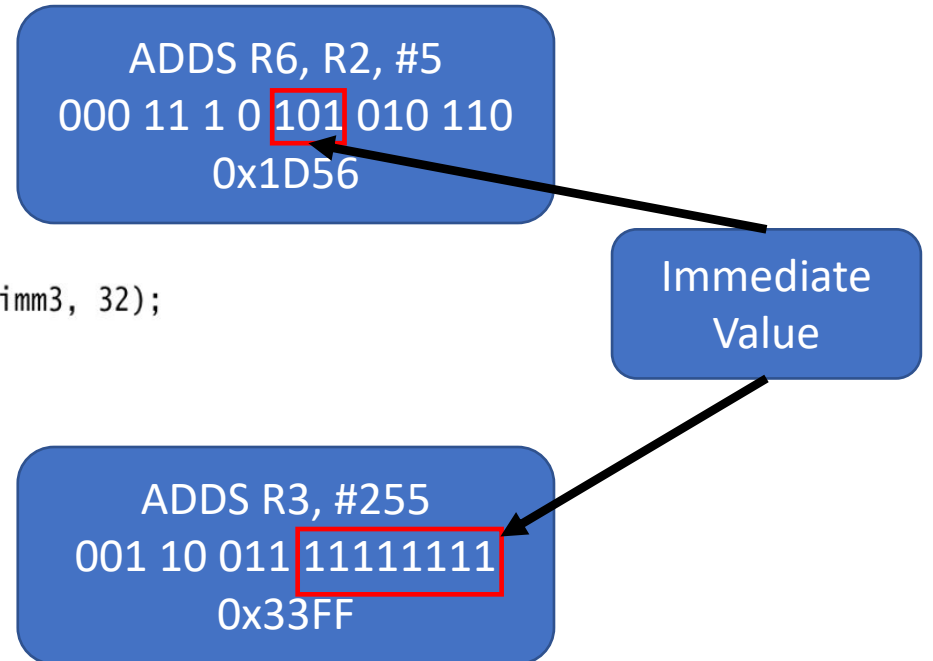 ADDS R6, R2, #5
000 11 1 0 101 010 110
0x1D56
imm3, 32);
Immediate
Value
ADDS R3, #255
001 10 011 11111111
0x33FF